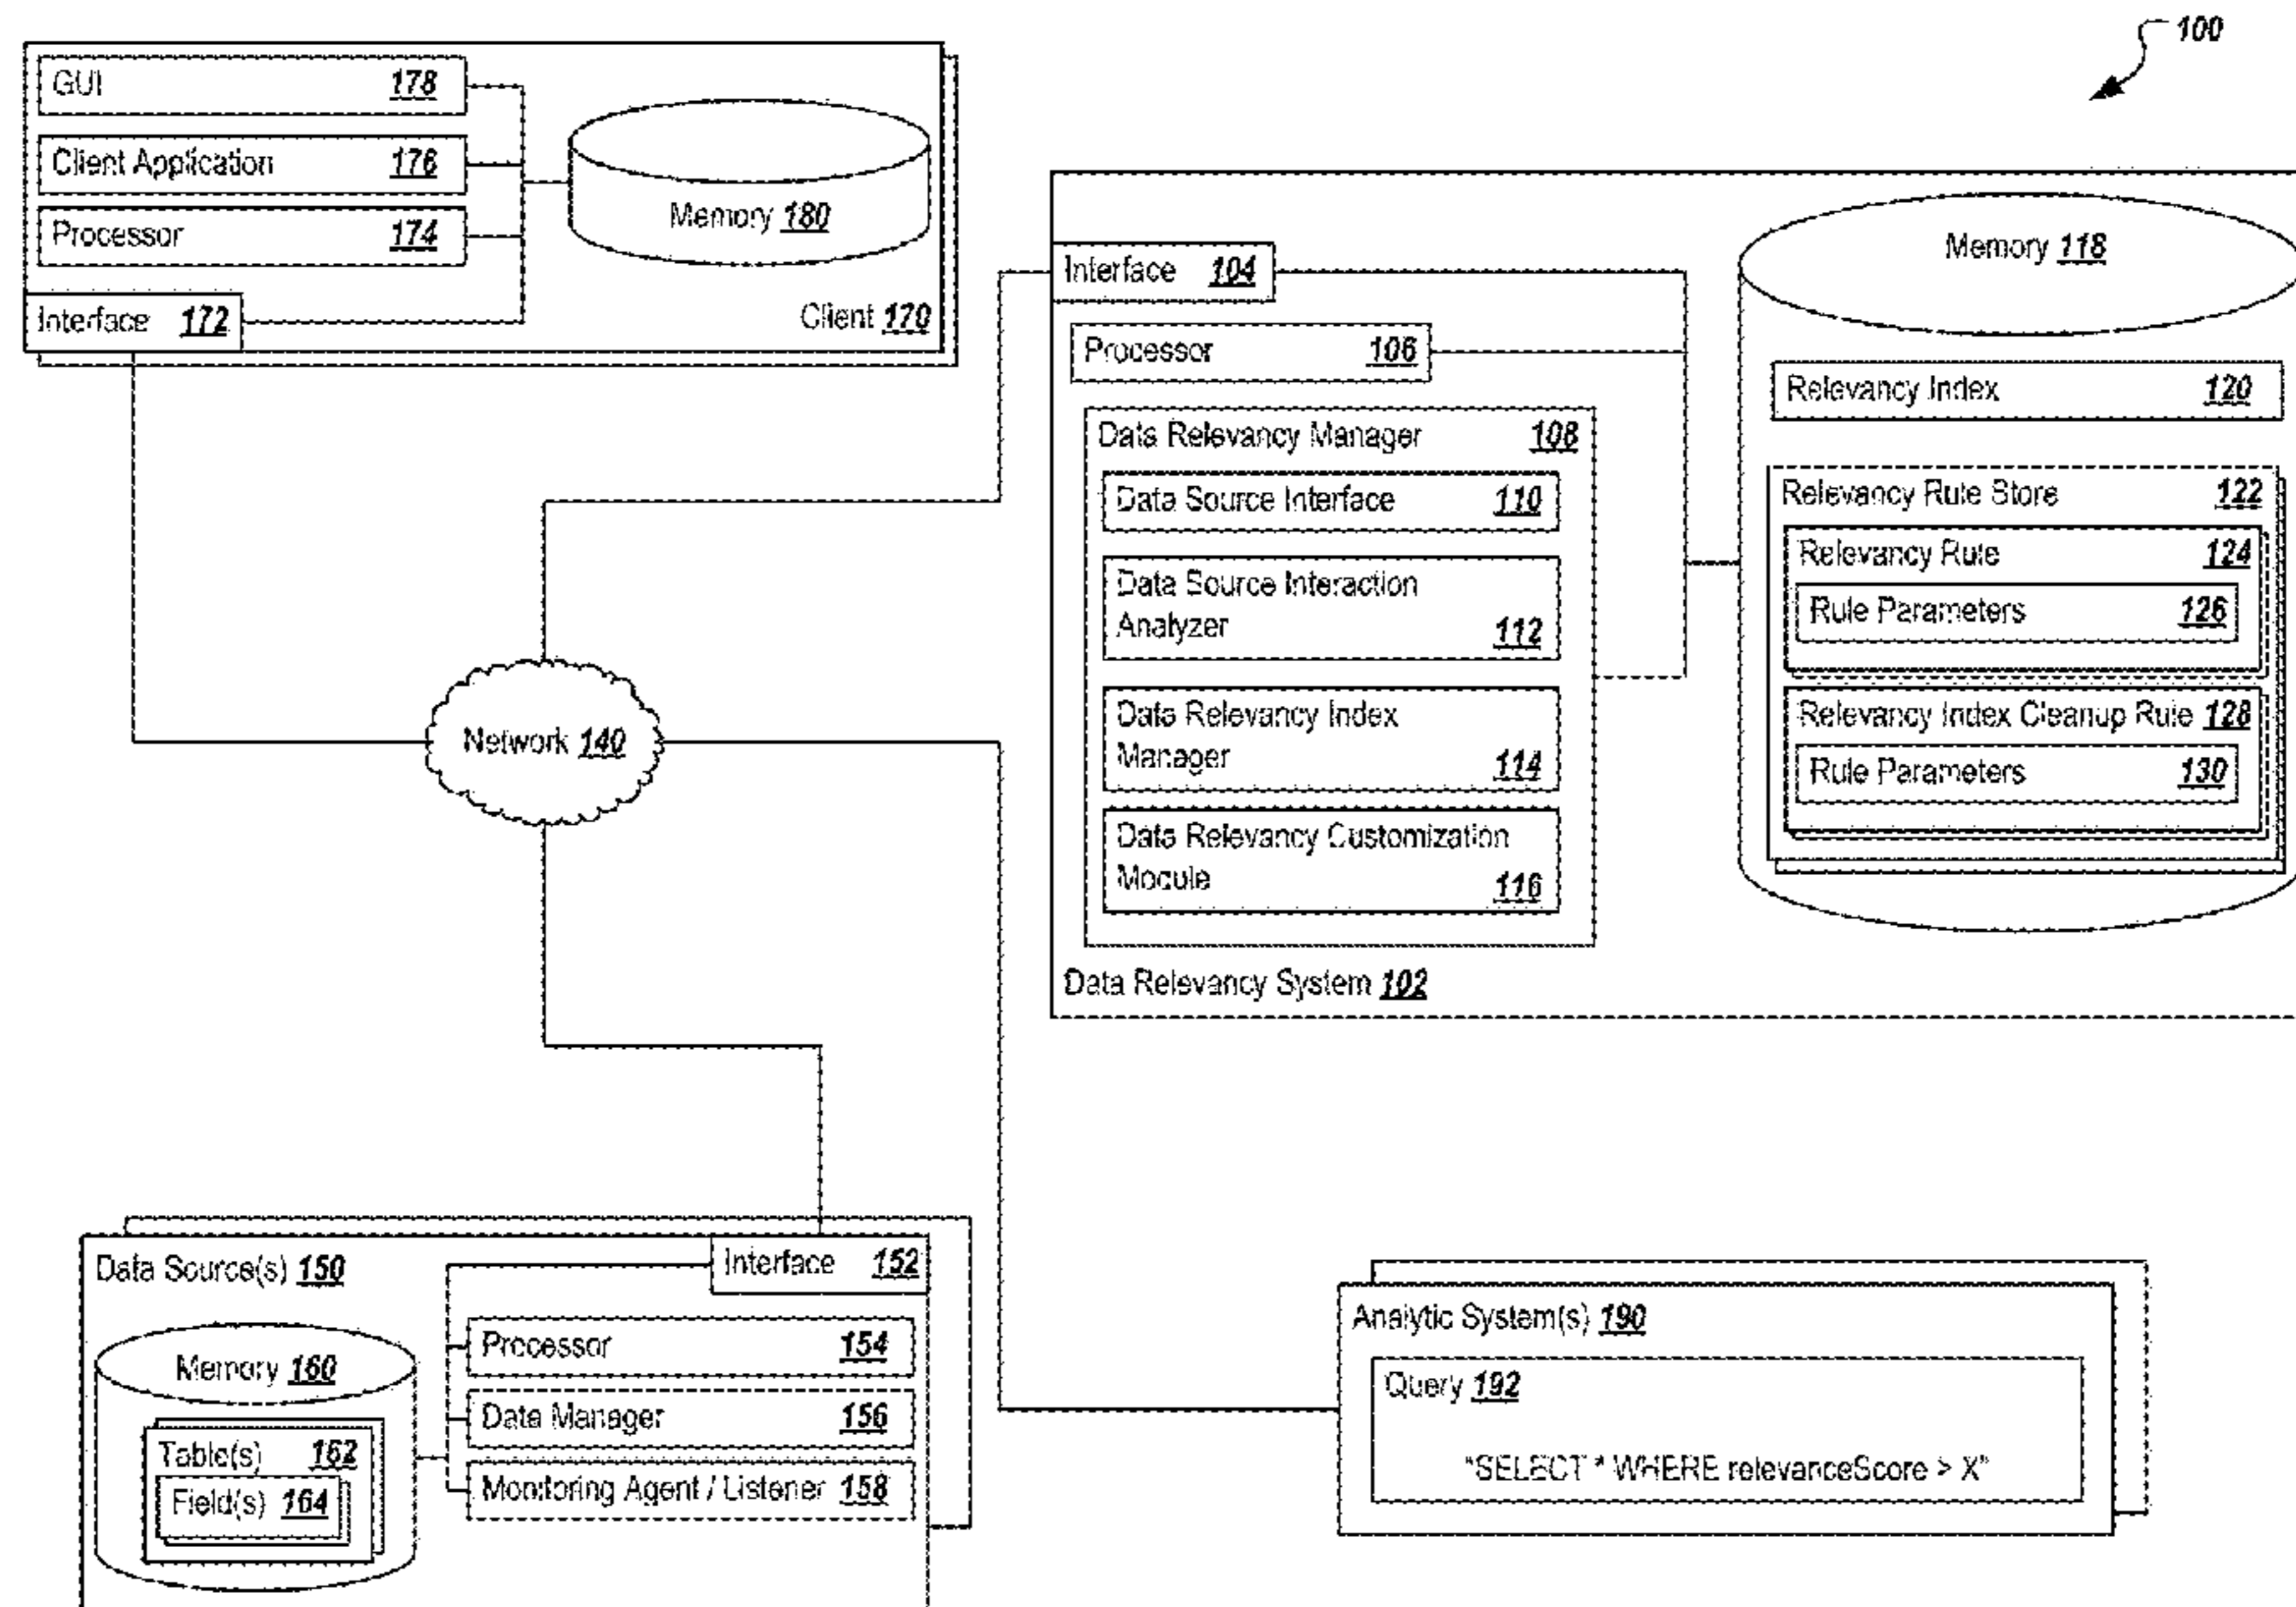 100
GUI 178
Client Application 176
Processor 174
Interface 172
Memory 180
Client 170
Interface 104
Processor 106
Data Relevancy Manager 108
Data Source Interface 110
Data Source Interaction
Analyzer 112
Data Relevancy Index
Manager 114
Data Relevancy Customization
Module 116
Data Relevancy System 102
Memory 118
Relevancy Index 120
Relevancy Rule Store 122
Relevancy Rule 124
Rule Parameters 126
Relevancy Index Cleanup Rule 128
Rule Parameters 130
Network 140
Data Source(s) 150
Interface 152
Processor 154
Data Manager 156
Monitoring Agent / Listener 158
Memory 160
Table(s) 162
Field(s) 164
Analytic System(s) 190
Query 192
"SELECT * WHERE relevanceScore > X"